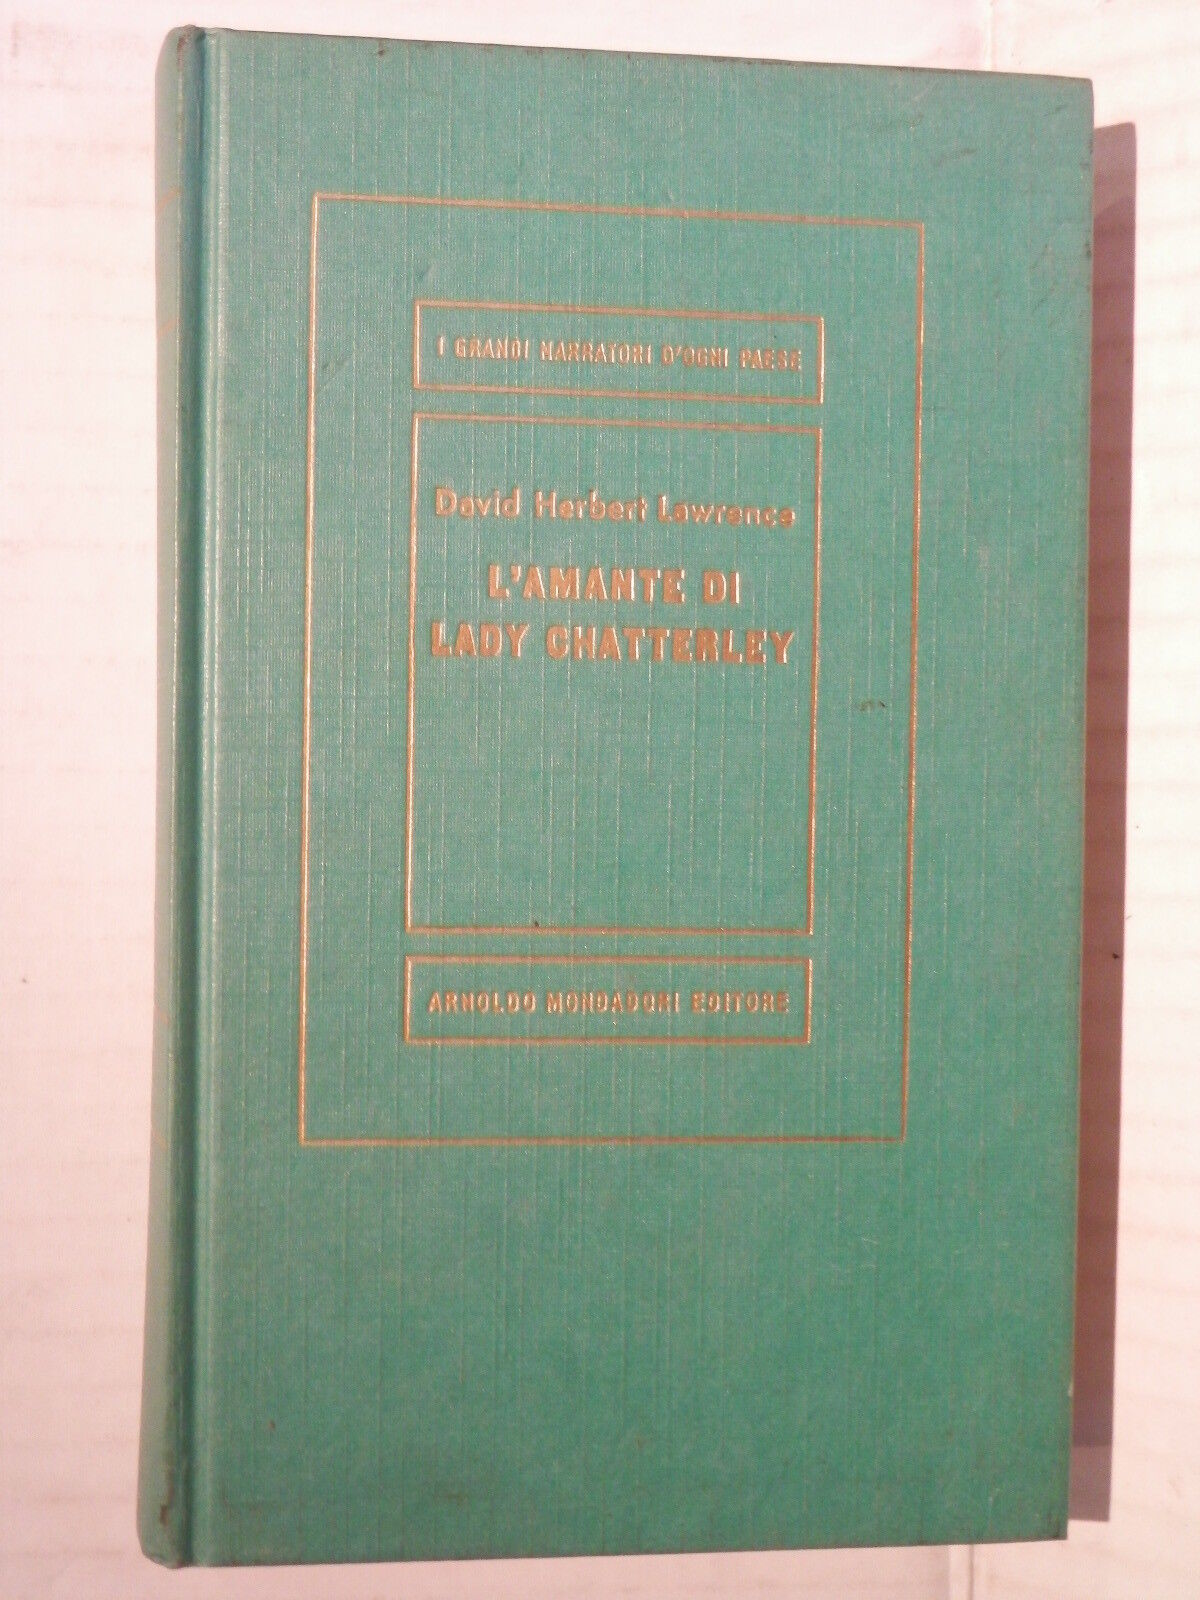 I GRANDI NARRATORI D'OGNI PAESE
David Herbert Lawrence
L'AMANTE DI
LADY CHATTERLEY
ARNOLDO MONDADORI EDITORE